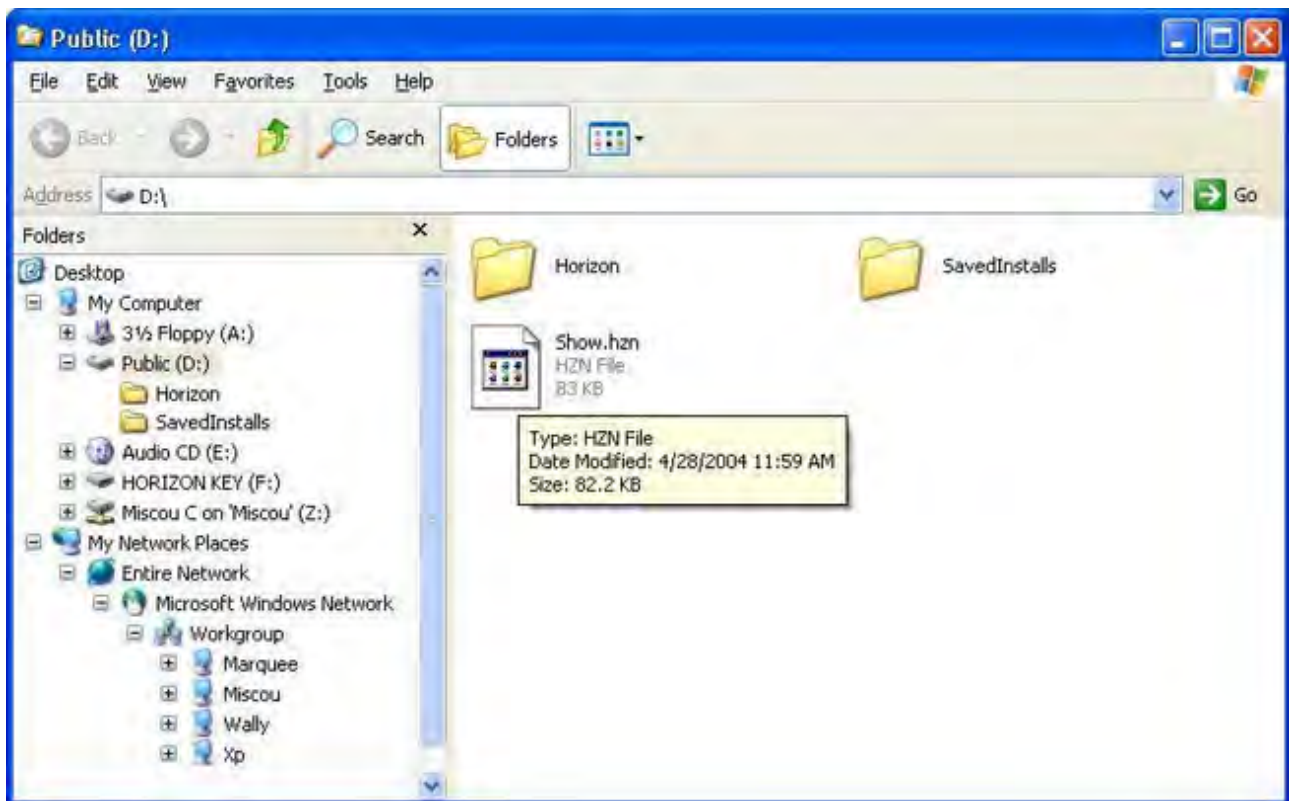 Public (D:)
File Edit View Favorites Tools Help
Back Search Folders
Address D:\ Go
Folders
Desktop
My Computer
3½ Floppy (A:)
Public (D:)
Horizon
SavedInstalls
Audio CD (E:)
HORIZON KEY (F:)
Miscou C on 'Miscou' (Z:)
My Network Places
Entire Network
Microsoft Windows Network
Workgroup
Marquee
Miscou
Wally
Xp
Horizon
SavedInstalls
Show.hzn
HZN File
83 KB
Type: HZN File
Date Modified: 4/28/2004 11:59 AM
Size: 82.2 KB